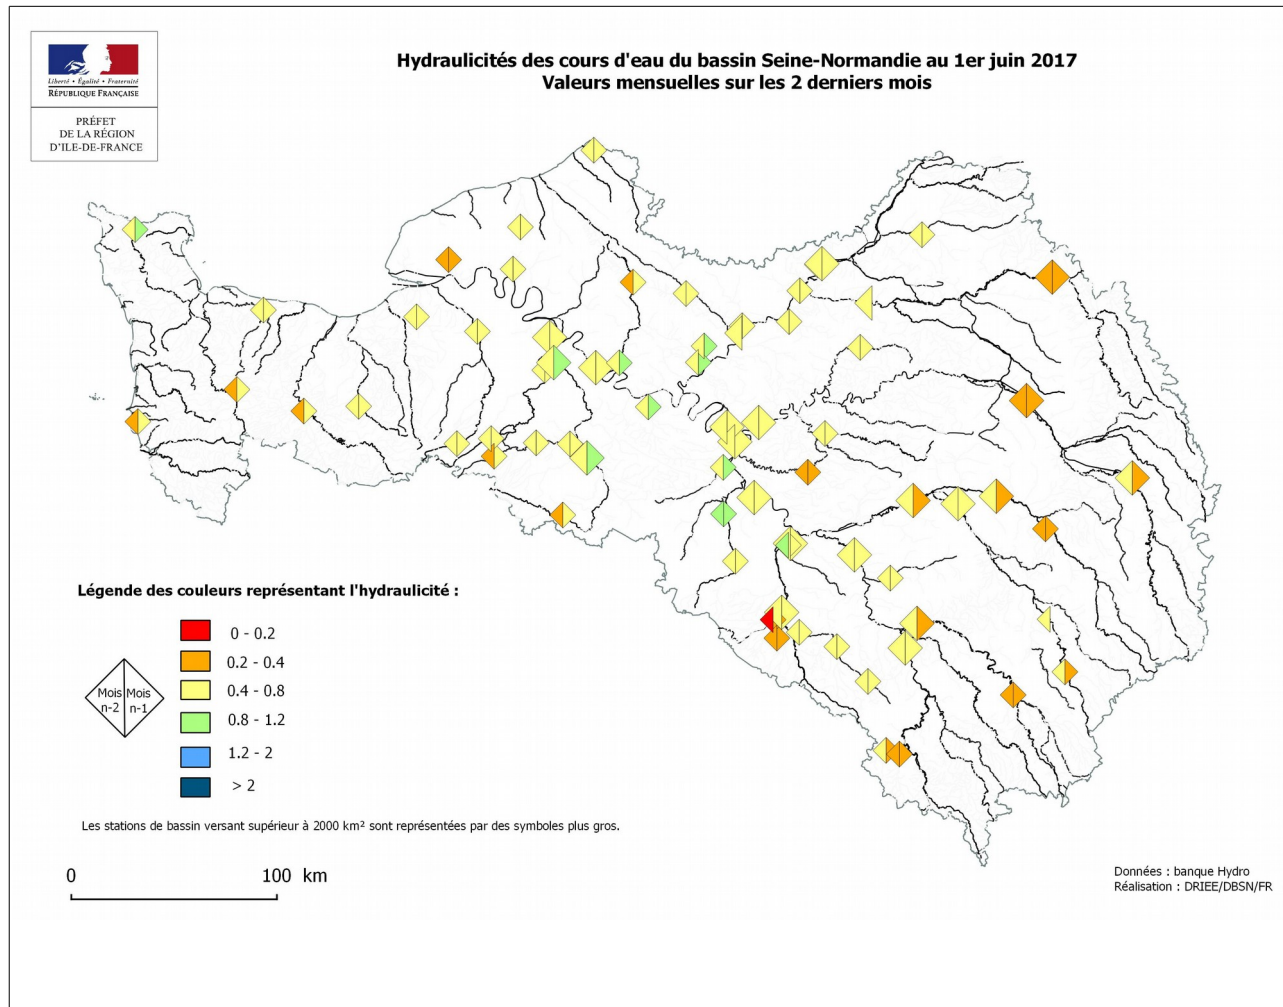 Liberté • Égalité • Fraternité
RÉPUBLIQUE FRANÇAISE
PRÉFET
DE LA RÉGION
D'ILE-DE-FRANCE
Hydraulicités des cours d'eau du bassin Seine-Normandie au 1er juin 2017
Valeurs mensuelles sur les 2 derniers mois
Légende des couleurs représentant l'hydraulicité :
Mois n-2
Mois n-1
0 - 0.2
0.2 - 0.4
0.4 - 0.8
0.8 - 1.2
1.2 - 2
> 2
Les stations de bassin versant supérieur à 2000 km² sont représentées par des symboles plus gros.
0 100 km
Données : banque Hydro
Réalisation : DRIEE/DBSN/FR